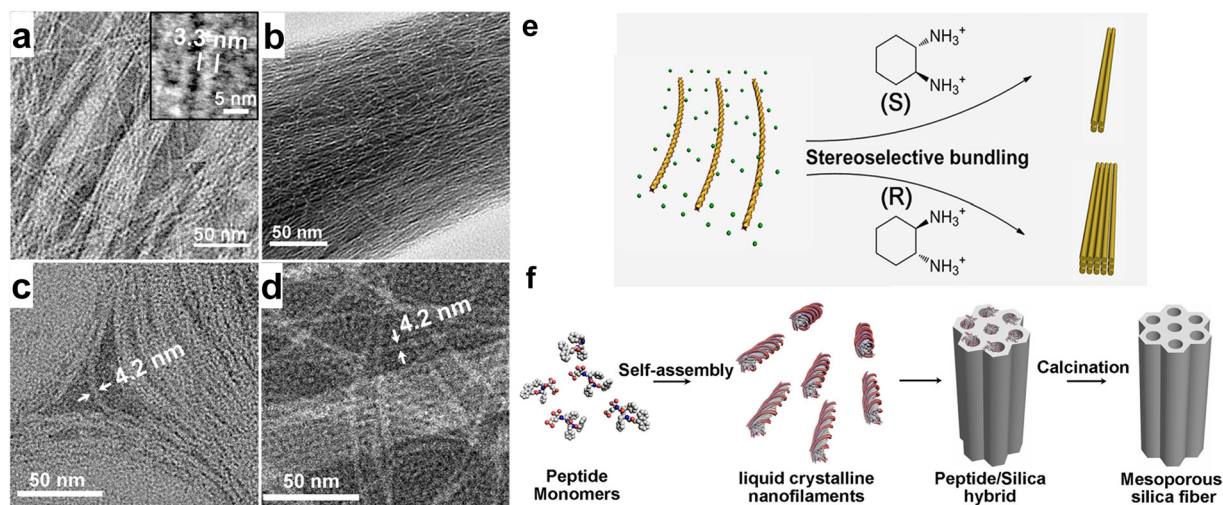 a
3.3 nm
5 nm
50 nm
b
50 nm
c
4.2 nm
50 nm
d
4.2 nm
50 nm
e
NH3+
NH3+
(S)
Stereoselective bundling
(R)
NH3+
NH3+
f
Self-assembly
Calcination
Peptide
Monomers
liquid crystalline
nanofilaments
Peptide/Silica
hybrid
Mesoporous
silica fiber